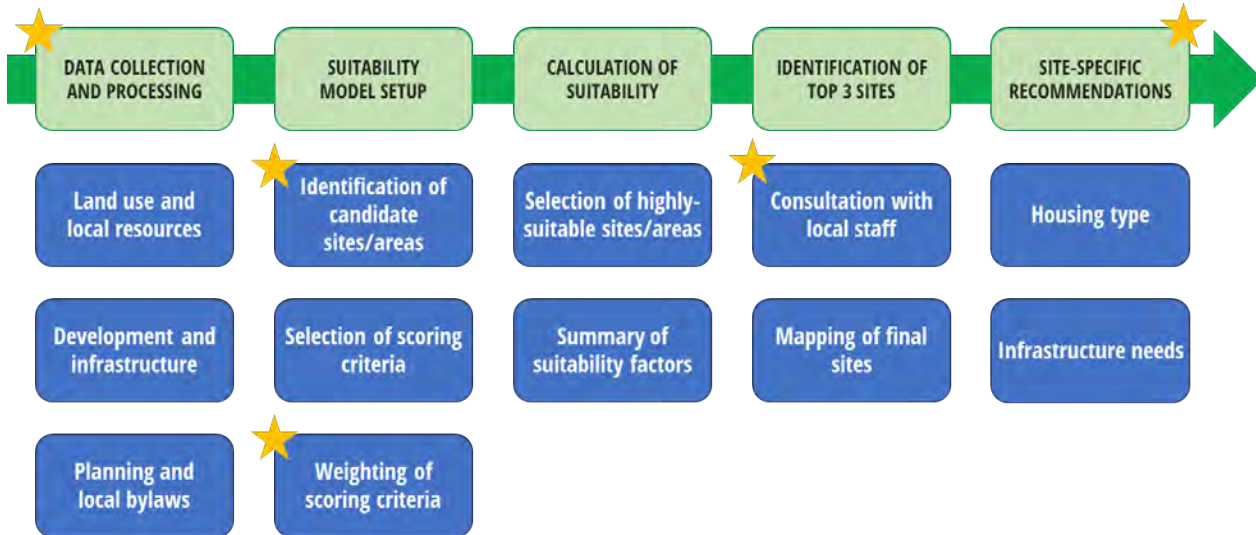 DATA COLLECTION
AND PROCESSING
SUITABILITY
MODEL SETUP
CALCULATION OF
SUITABILITY
IDENTIFICATION OF
TOP 3 SITES
SITE-SPECIFIC
RECOMMENDATIONS
Land use and
local resources
Identification of
candidate
sites/areas
Selection of highly-
suitable sites/areas
Consultation with
local staff
Housing type
Development and
infrastructure
Selection of scoring
criteria
Summary of
suitability factors
Mapping of final
sites
Infrastructure needs
Planning and
local bylaws
Weighting of
scoring criteria